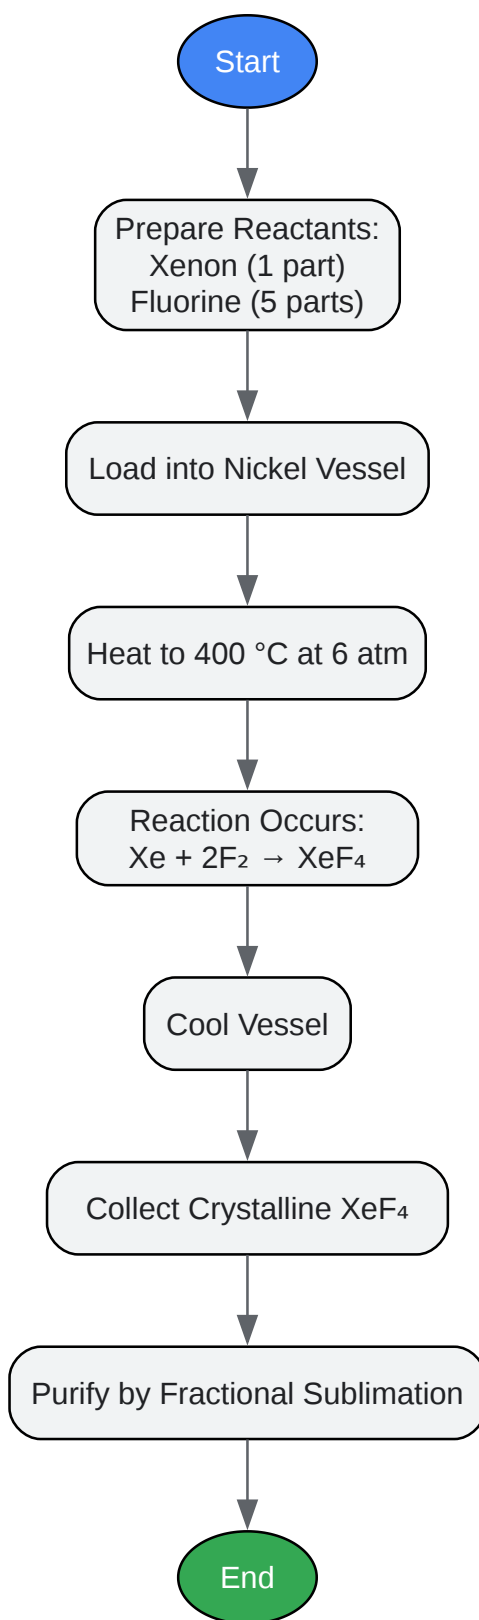 Start
Prepare Reactants:
Xenon (1 part)
Fluorine (5 parts)
Load into Nickel Vessel
Heat to 400 °C at 6 atm
Reaction Occurs:
Xe + 2F₂ → XeF₄
Cool Vessel
Collect Crystalline XeF₄
Purify by Fractional Sublimation
End